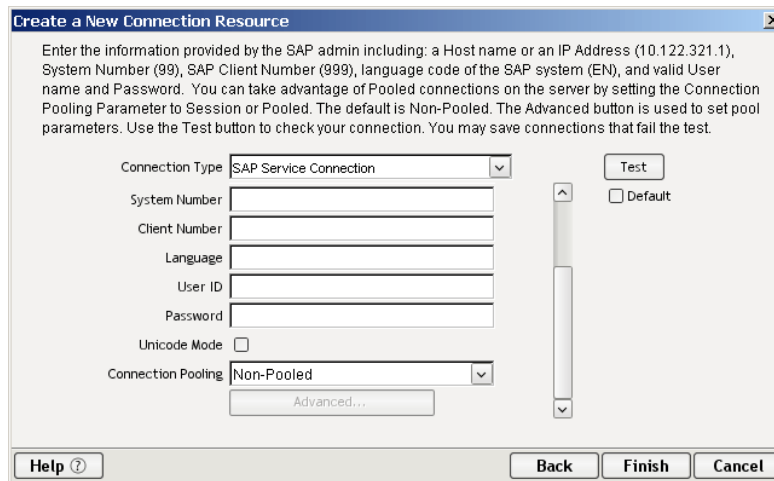 Create a New Connection Resource
Enter the information provided by the SAP admin including: a Host name or an IP Address (10.122.321.1),
System Number (99), SAP Client Number (999), language code of the SAP system (EN), and valid User
name and Password. You can take advantage of Pooled connections on the server by setting the Connection
Pooling Parameter to Session or Pooled. The default is Non-Pooled. The Advanced button is used to set pool
parameters. Use the Test button to check your connection. You may save connections that fail the test.
Connection Type SAP Service Connection Test
System Number Default
Client Number
Language
User ID
Password
Unicode Mode
Connection Pooling Non-Pooled
Advanced...
Help ? Back Finish Cancel